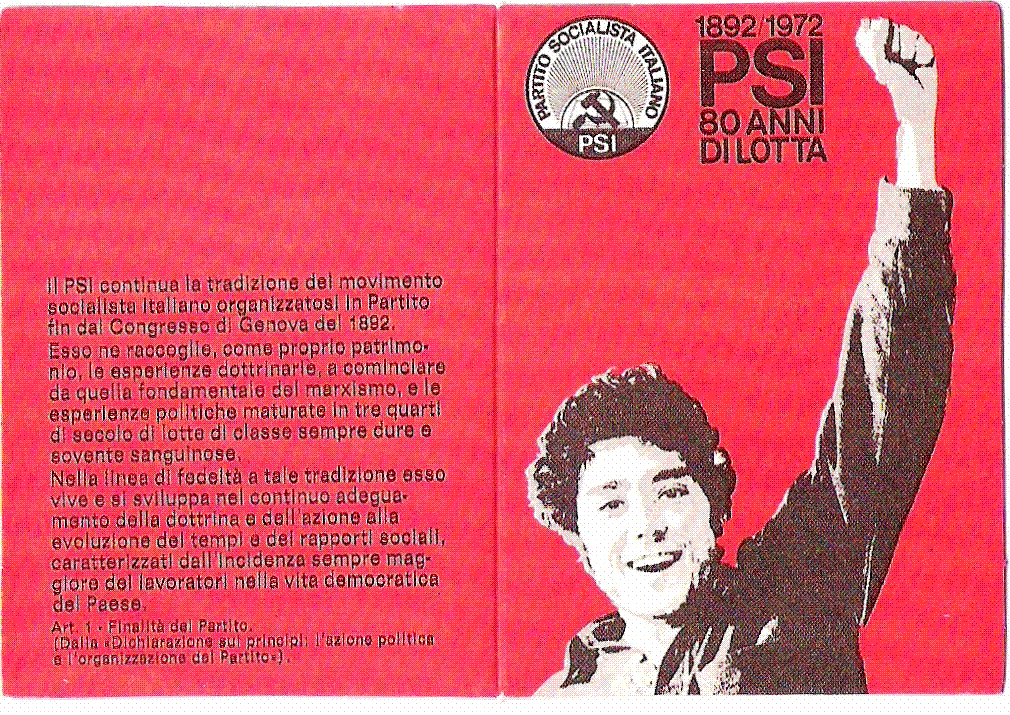 Il PSI continua la tradizione del movimento
socialista italiano organizzatosi in Partito
fin dal Congresso di Genova del 1892.
Esso ne raccoglie, come proprio patrimo-
nio, le esperienze dottrinarie, a cominciare
da quella fondamentale del marxismo, e le
esperienze politiche maturate in tre quarti
di secolo di lotte di classe sempre dure e
sovente sanguinose.
Nella linea di fedeltà a tale tradizione esso
vive e si sviluppa nel continuo adegua-
mento della dottrina e dell'azione alla
evoluzione dei tempi e dei rapporti sociali,
caratterizzati dall'incidenza sempre mag-
giore dei lavoratori nella vita democratica
del Paese.
Art. 1 - Finalità del Partito.
(Dalla «Dichiarazione sui principi: l'azione politica
e l'organizzazione del Partito»).
PARTITO SOCIALISTA ITALIANO
PSI
1892/1972
PSI
80 ANNI
DI LOTTA